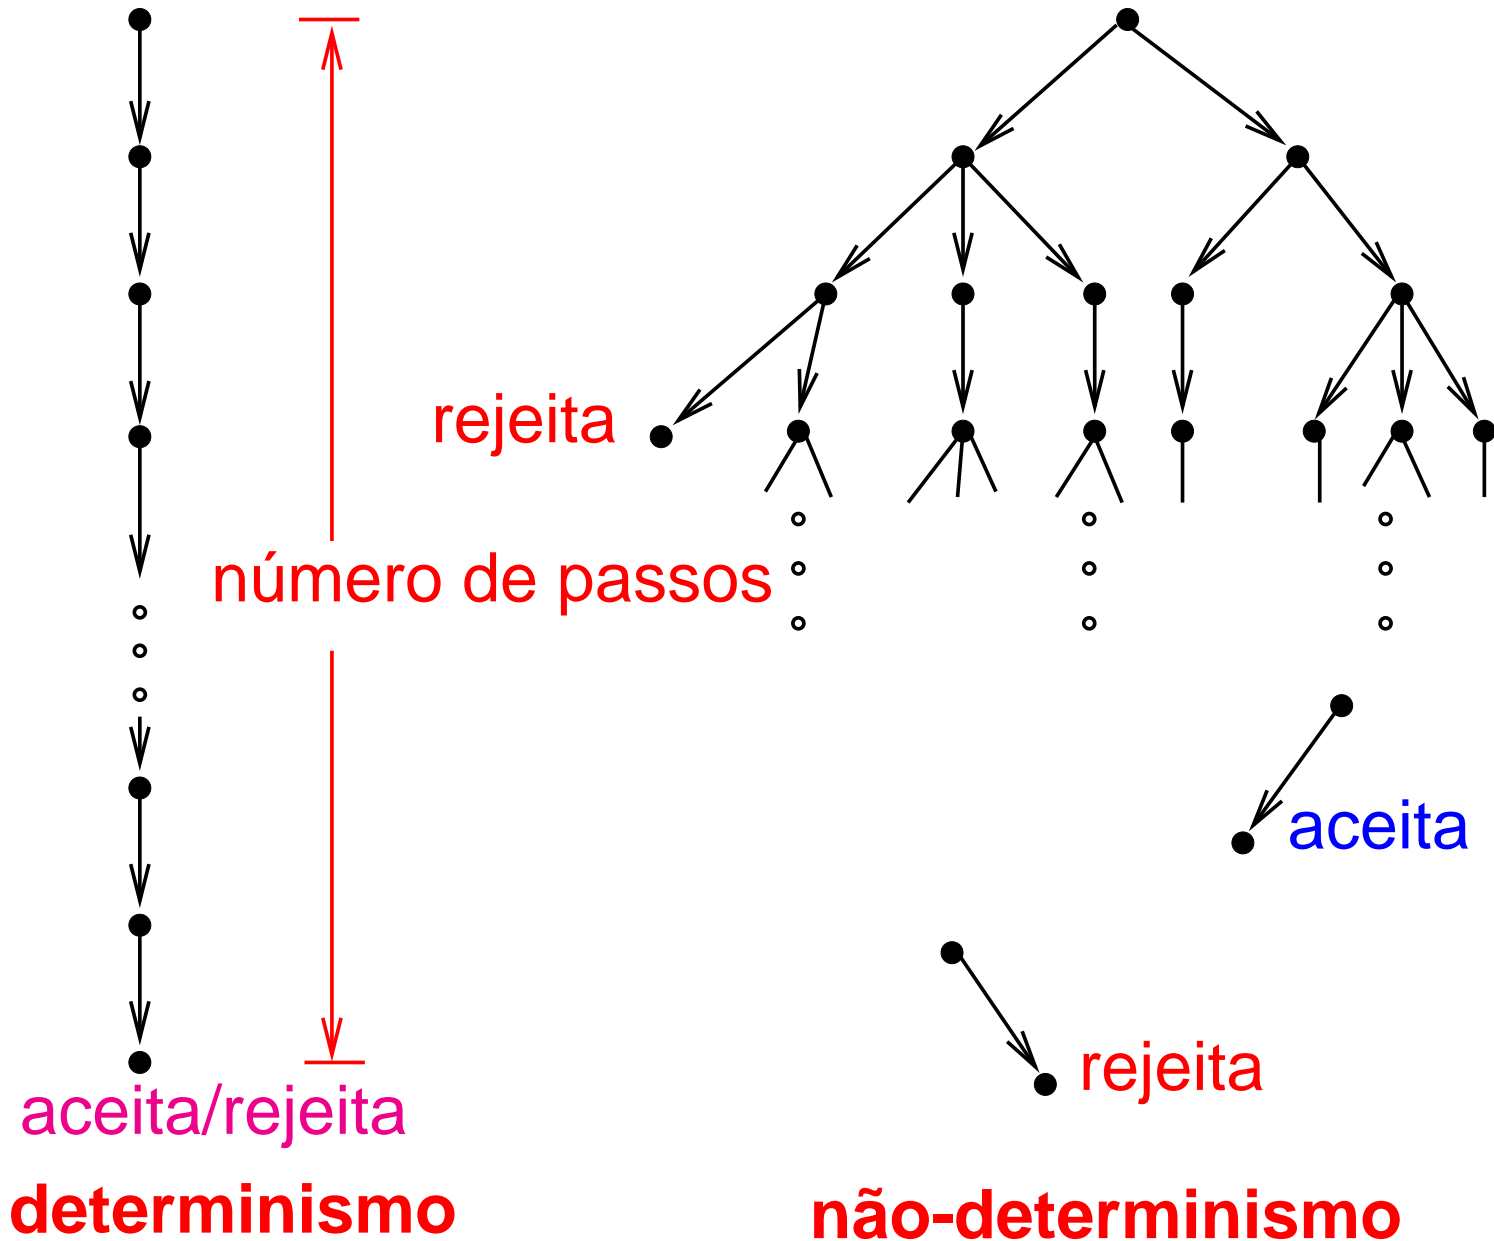 rejeita
número de passos
aceita
rejeita
aceita/rejeita
determinismo
não-determinismo